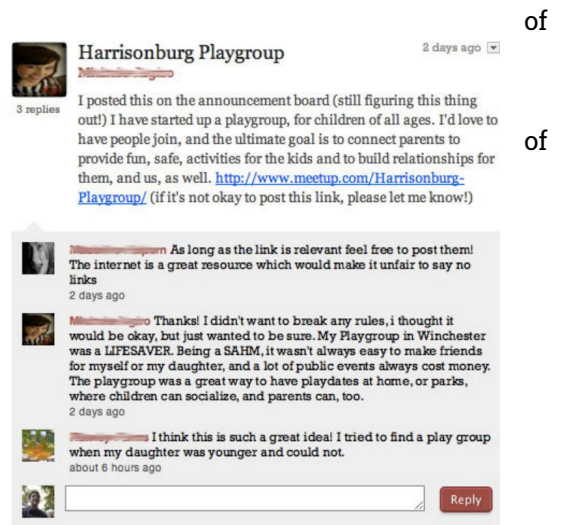 of
Harrisonburg Playgroup
2 days ago
3 replies
I posted this on the announcement board (still figuring this thing
out!) I have started up a playgroup, for children of all ages. I'd love to
have people join, and the ultimate goal is to connect parents to
provide fun, safe, activities for the kids and to build relationships for
them, and us, as well. http://www.meetup.com/Harrisonburg-
Playgroup/ (if it's not okay to post this link, please let me know!)
of
As long as the link is relevant feel free to post them!
The internet is a great resource which would make it unfair to say no
links
2 days ago
Thanks! I didn't want to break any rules, i thought it
would be okay, but just wanted to be sure. My Playgroup in Winchester
was a LIFESAVER. Being a SAHM, it wasn't always easy to make friends
for myself or my daughter, and a lot of public events always cost money.
The playgroup was a great way to have playdates at home, or parks,
where children can socialize, and parents can, too.
2 days ago
I think this is such a great idea! I tried to find a play group
when my daughter was younger and could not.
about 6 hours ago
Reply